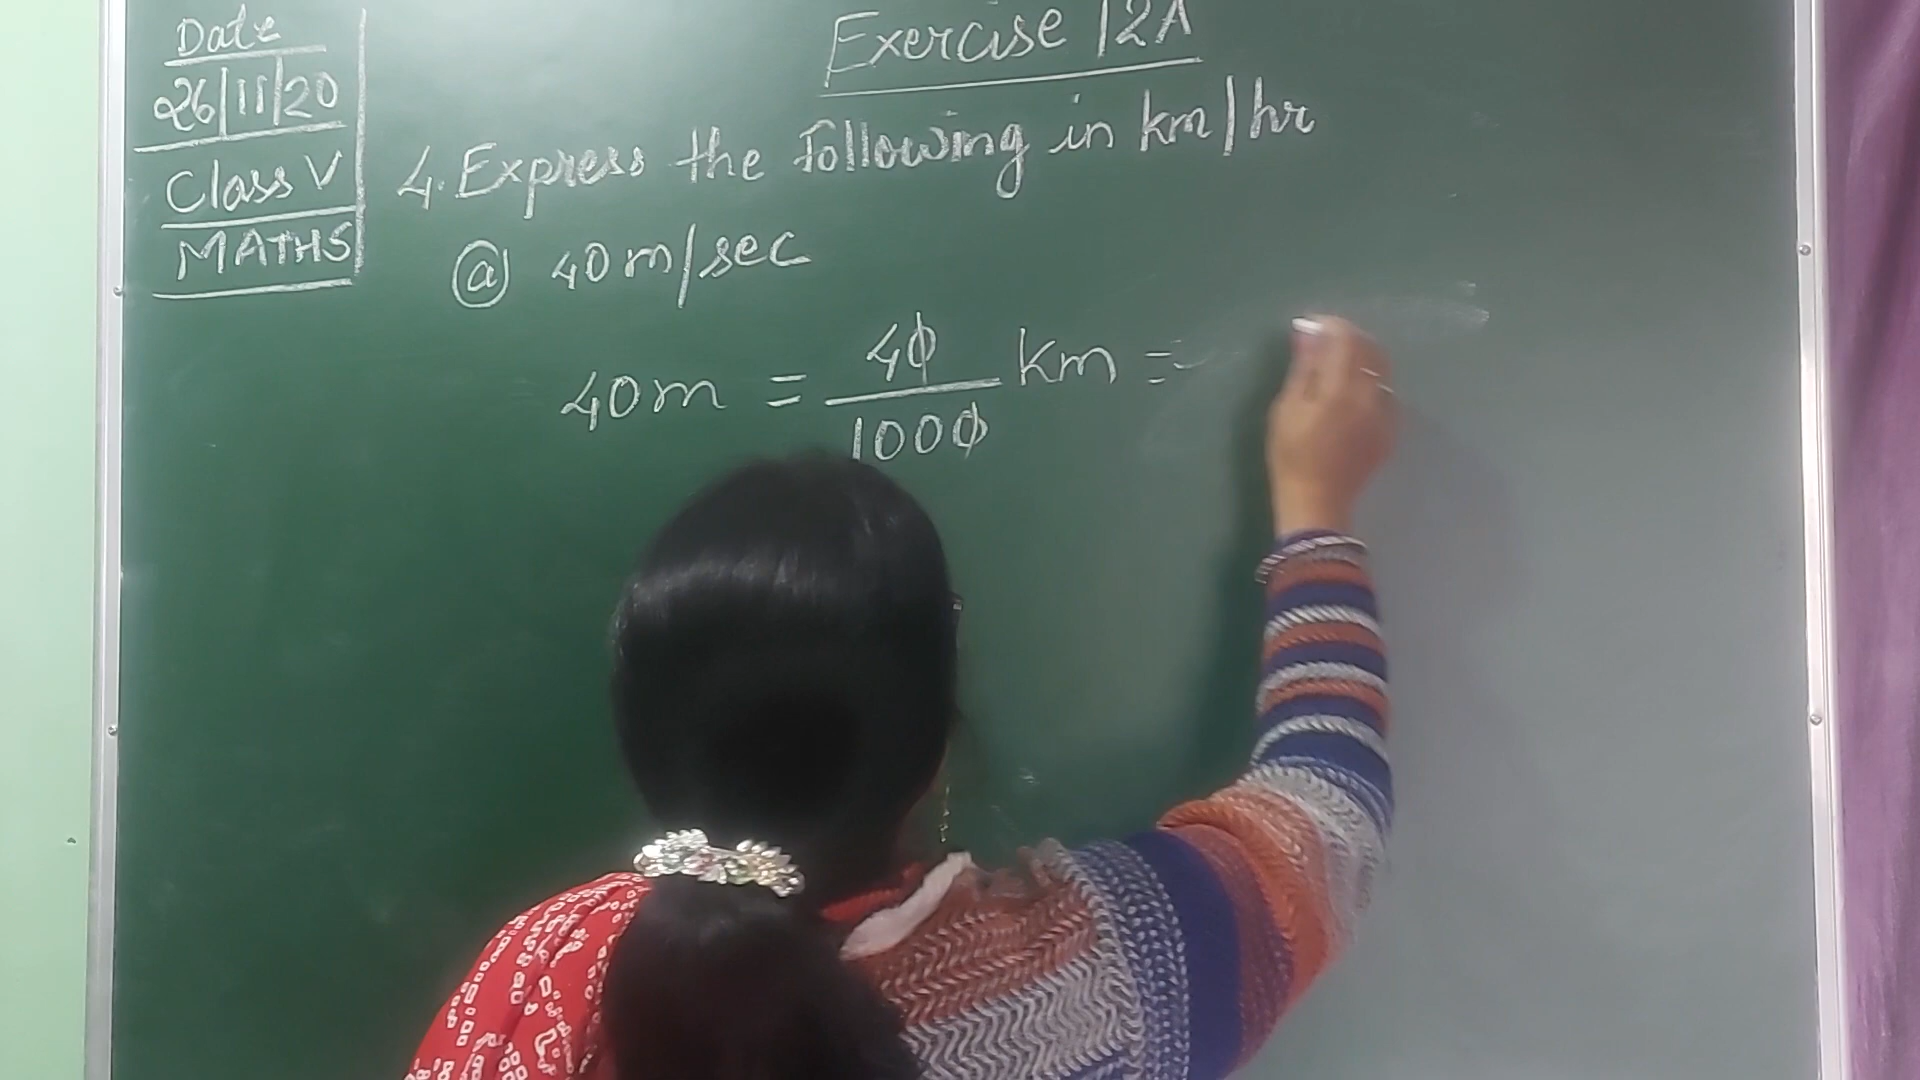 Date
26/11/20
Class V
MATHS
Exercise 12A
4. Express the following in km/hr
(a) 40m/sec
40m = 40/1000 km =